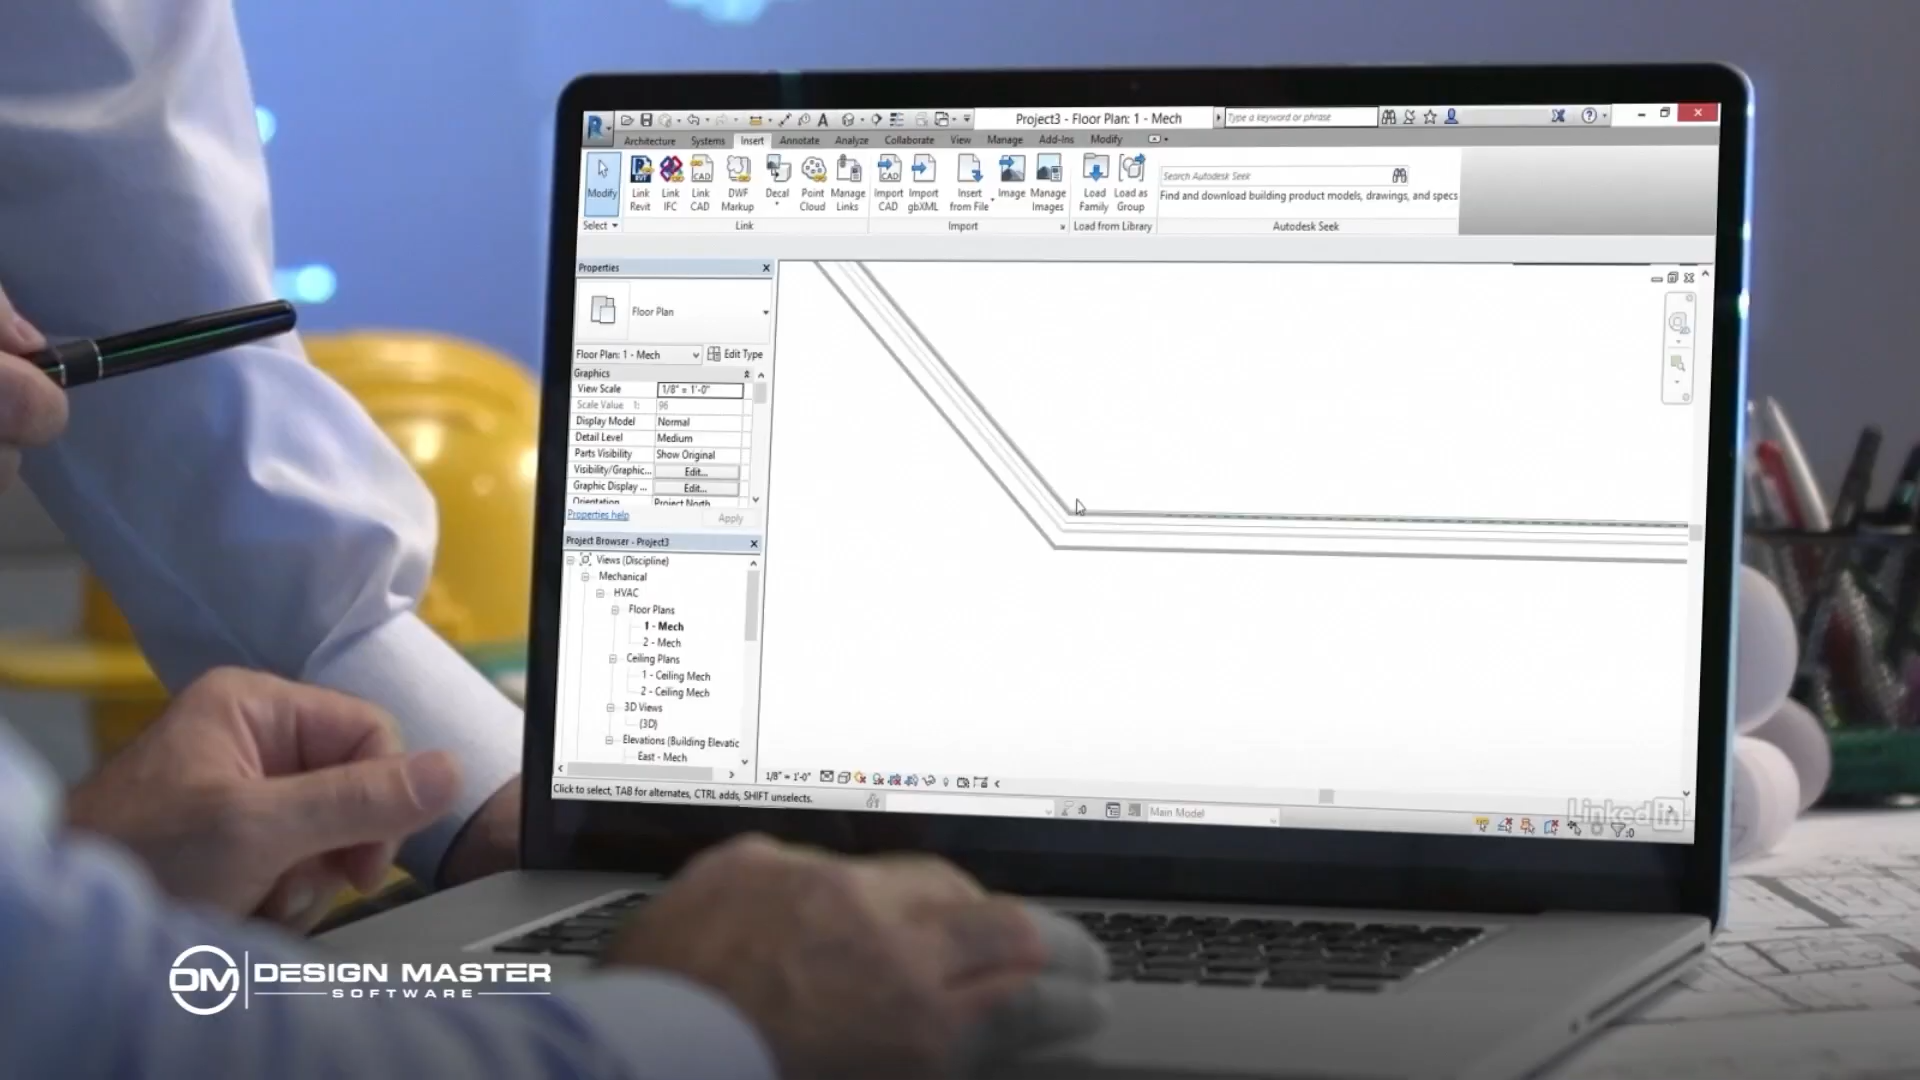 Project3 - Floor Plan: 1 - Mech
Type a keyword or phrase
Architecture Systems Insert Annotate Analyze Collaborate View Manage Add-Ins Modify
Modify
Link Revit
Link IFC
Link CAD
DWF Markup
Decal
Point Cloud
Manage Links
Import CAD
Import gbXML
Insert from File
Image
Manage Images
Load Family
Load as Group
Search Autodesk Seek
Find and download building product models, drawings, and specs
Select
Link
Import
Load from Library
Autodesk Seek
Properties
Floor Plan
Floor Plan: 1 - Mech
Edit Type
Graphics
View Scale 1/8" = 1'-0"
Scale Value 1: 96
Display Model Normal
Detail Level Medium
Parts Visibility Show Original
Visibility/Graphic... Edit...
Graphic Display ... Edit...
Orientation Project North
Properties help
Apply
Project Browser - Project3
Views (Discipline)
Mechanical
HVAC
Floor Plans
1 - Mech
2 - Mech
Ceiling Plans
1 - Ceiling Mech
2 - Ceiling Mech
3D Views
{3D}
Elevations (Building Elevatic
East - Mech
1/8" = 1'-0"
Click to select, TAB for alternates, CTRL adds, SHIFT unselects.
:0
Main Model
:0
LinkedIn
DM
DESIGN MASTER
SOFTWARE